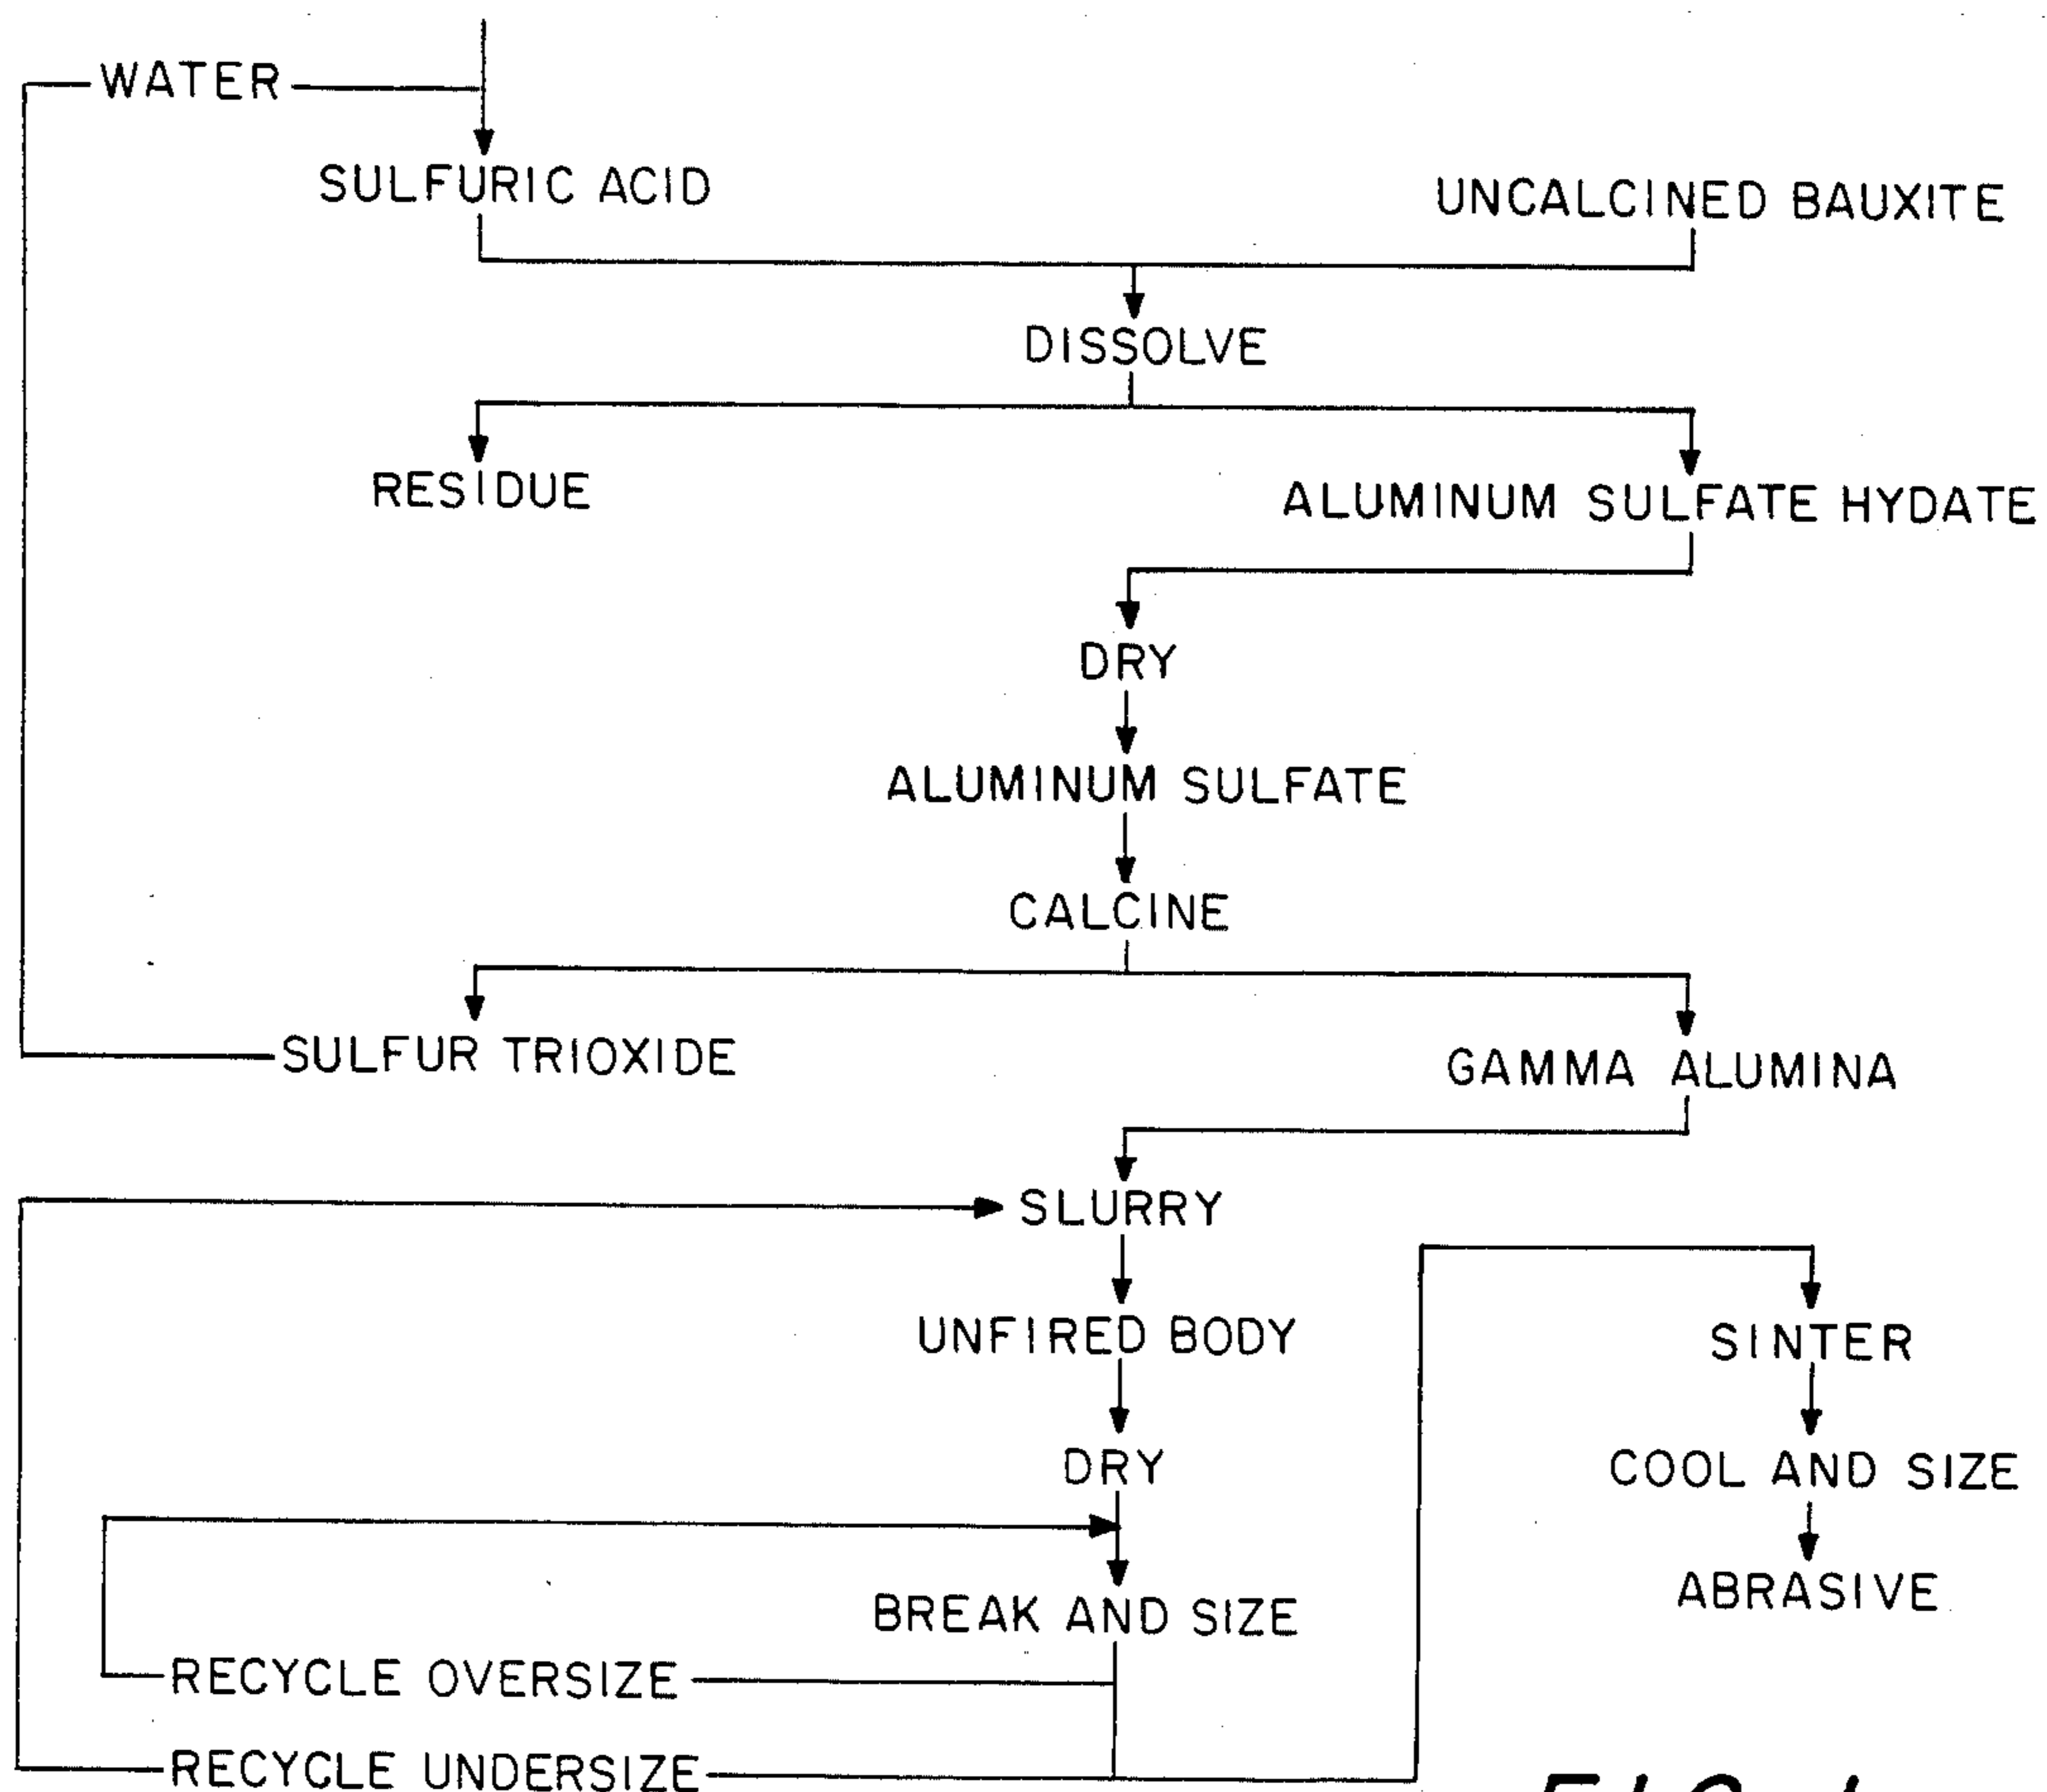 WATER
SULFURIC ACID
UNCALCINED BAUXITE
DISSOLVE
RESIDUE
ALUMINUM SULFATE HYDATE
DRY
ALUMINUM SULFATE
CALCINE
SULFUR TRIOXIDE
GAMMA ALUMINA
SLURRY
UNFIRED BODY
SINTER
DRY
COOL AND SIZE
BREAK AND SIZE
ABRASIVE
RECYCLE OVERSIZE
RECYCLE UNDERSIZE